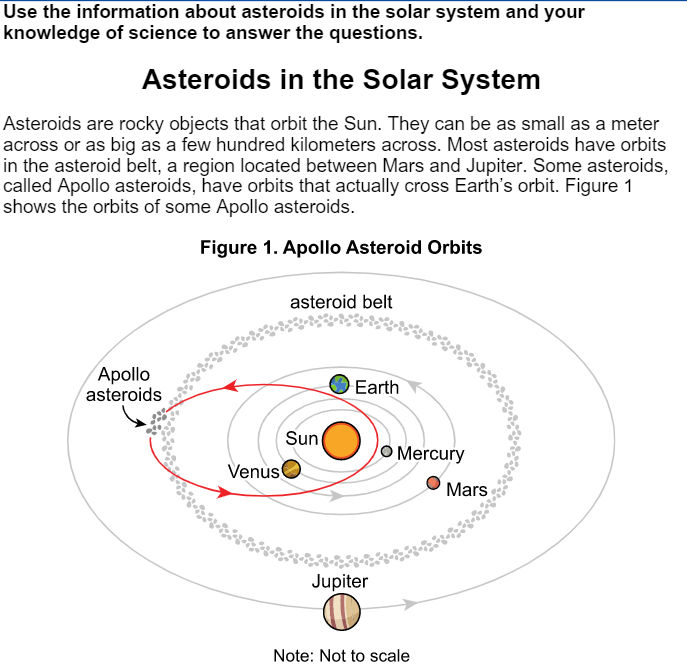 Use the information about asteroids in the solar system and your
knowledge of science to answer the questions.
Asteroids in the Solar System
Asteroids are rocky objects that orbit the Sun. They can be as small as a meter
across or as big as a few hundred kilometers across. Most asteroids have orbits
in the asteroid belt, a region located between Mars and Jupiter. Some asteroids,
called Apollo asteroids, have orbits that actually cross Earth's orbit. Figure 1
shows the orbits of some Apollo asteroids.
Figure 1. Apollo Asteroid Orbits
asteroid belt
Apollo
asteroids
Earth
Sun
Mercury
Venus
Mars
Jupiter
Note: Not to scale